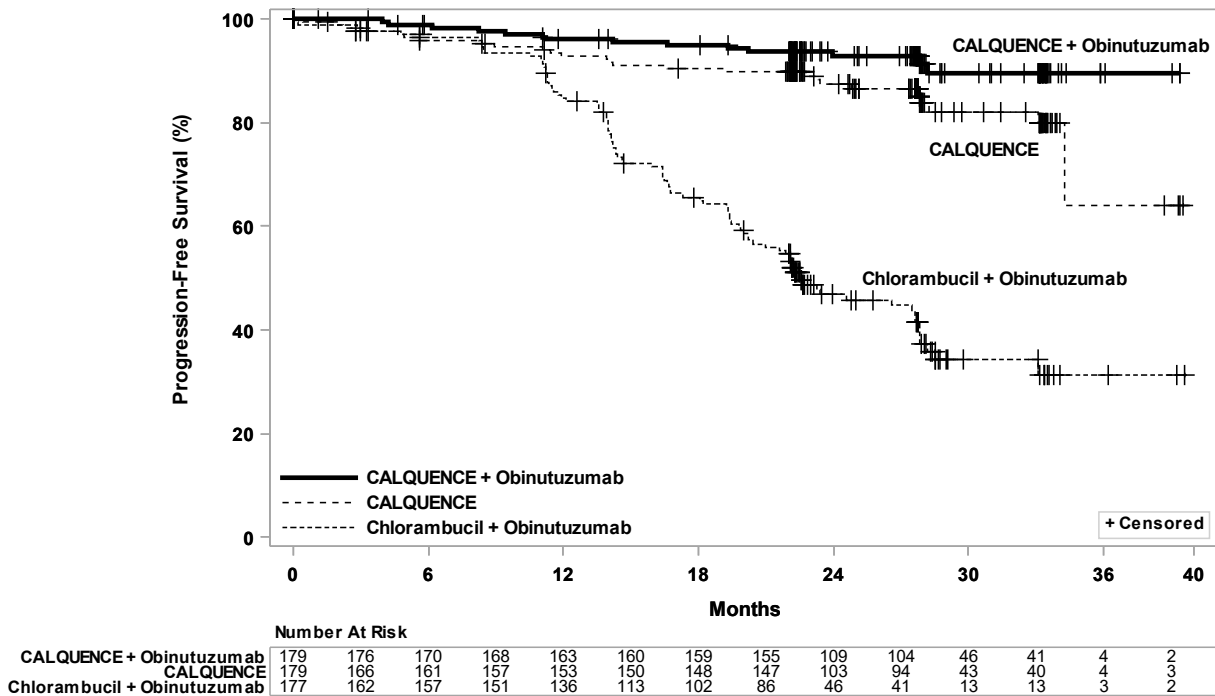 100
80
60
40
20
0
Progression-Free Survival (%)
CALQUENCE + Obinutuzumab
CALQUENCE
Chlorambucil + Obinutuzumab
CALQUENCE + Obinutuzumab
CALQUENCE
Chlorambucil + Obinutuzumab
+ Censored
0 6 12 18 24 30 36 40
Months
Number At Risk
CALQUENCE + Obinutuzumab 179 176 170 168 163 160 159 155 109 104 46 41 4 2
CALQUENCE 179 166 161 157 153 150 148 147 103 94 43 40 4 3
Chlorambucil + Obinutuzumab 177 162 157 151 136 113 102 86 46 41 13 13 3 2